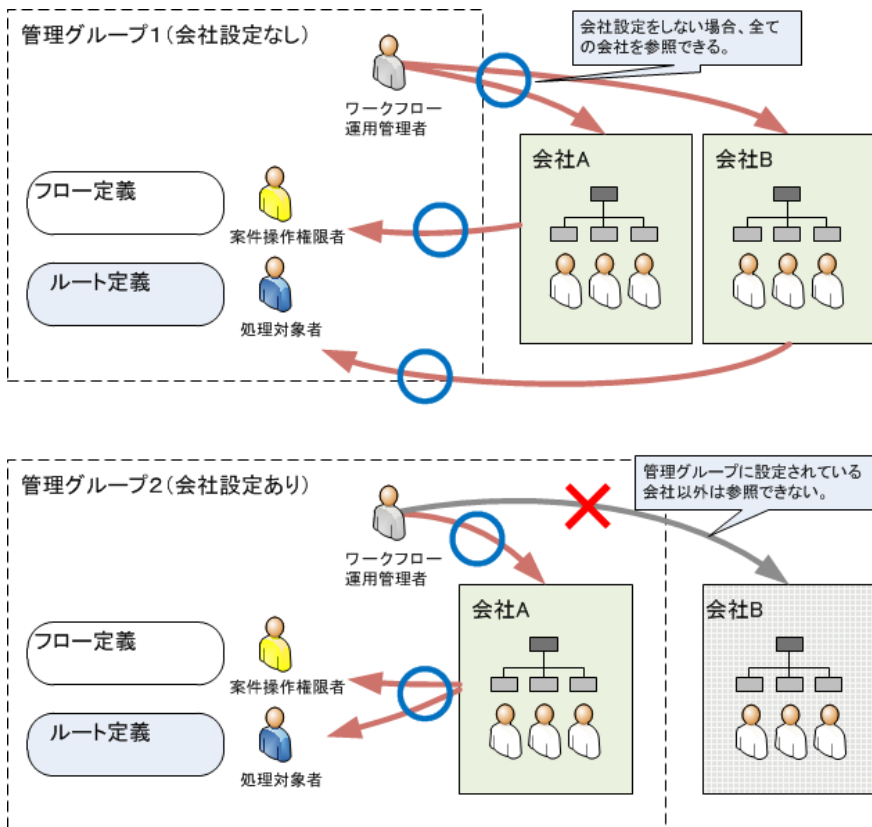 管理グループ1(会社設定なし)
会社設定をしない場合、全て
の会社を参照できる。
ワークフロー
運用管理者
会社A
会社B
フロー定義
案件操作権限者
ルート定義
処理対象者
管理グループ2(会社設定あり)
管理グループに設定されている
会社以外は参照できない。
ワークフロー
運用管理者
会社A
会社B
フロー定義
案件操作権限者
ルート定義
処理対象者